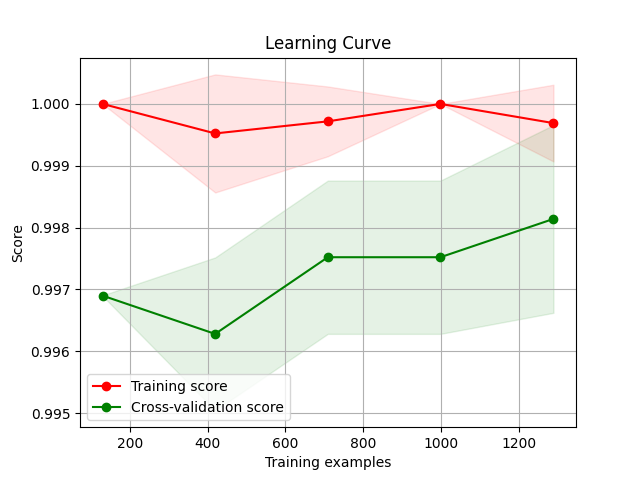 Learning Curve
1.000
0.999
0.998
0.997
0.996
0.995
Score
Training score
Cross-validation score
200 400 600 800 1000 1200
Training examples